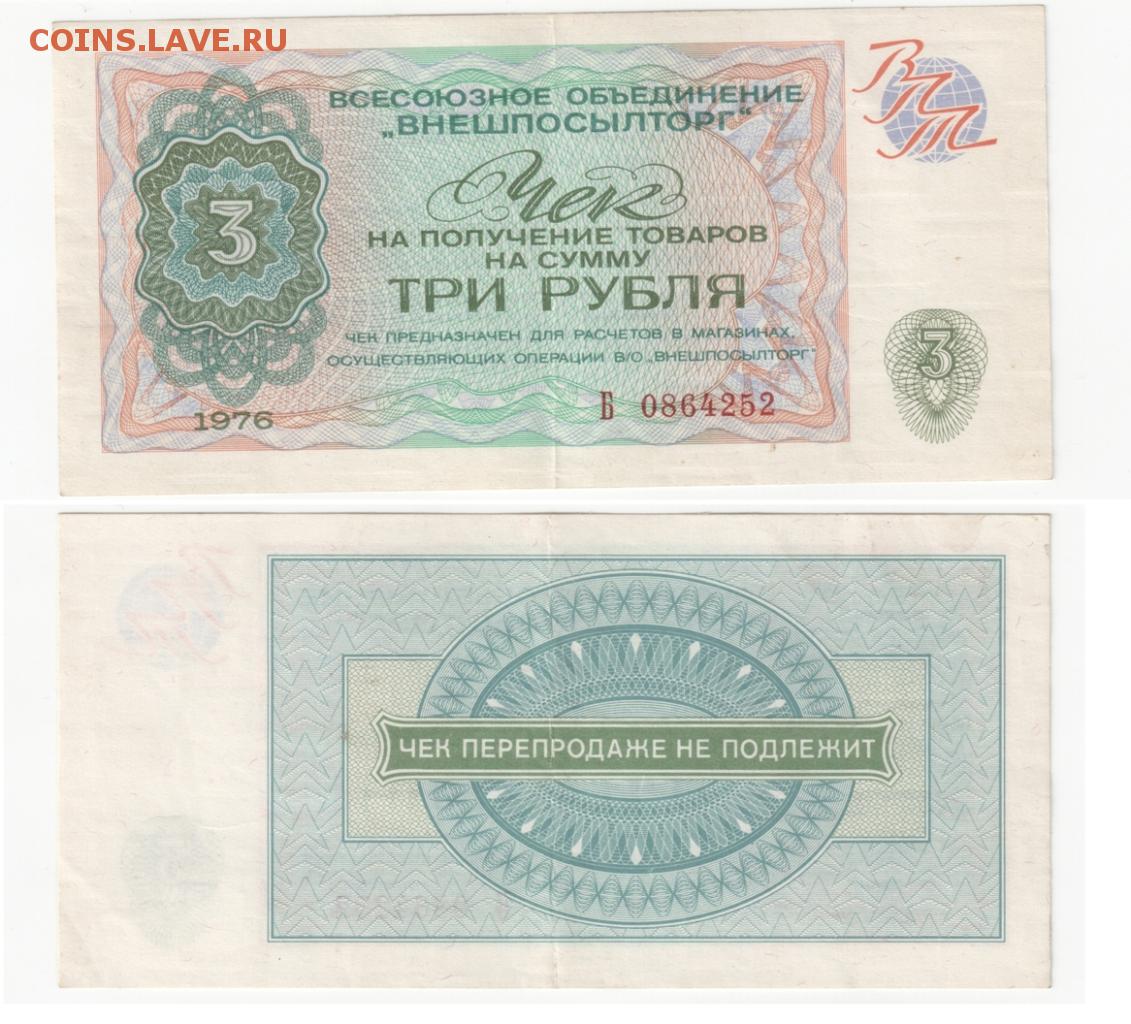 COINS.LAVE.RU
ВПТ
ВСЕСОЮЗНОЕ ОБЪЕДИНЕНИЕ
„ВНЕШПОСЫЛТОРГ“
3
Чек
НА ПОЛУЧЕНИЕ ТОВАРОВ
НА СУММУ
ТРИ РУБЛЯ
ЧЕК ПРЕДНАЗНАЧЕН ДЛЯ РАСЧЕТОВ В МАГАЗИНАХ,
ОСУЩЕСТВЛЯЮЩИХ ОПЕРАЦИИ В/О „ВНЕШПОСЫЛТОРГ“
3
1976
Б 0864252
ЧЕК ПЕРЕПРОДАЖЕ НЕ ПОДЛЕЖИТ